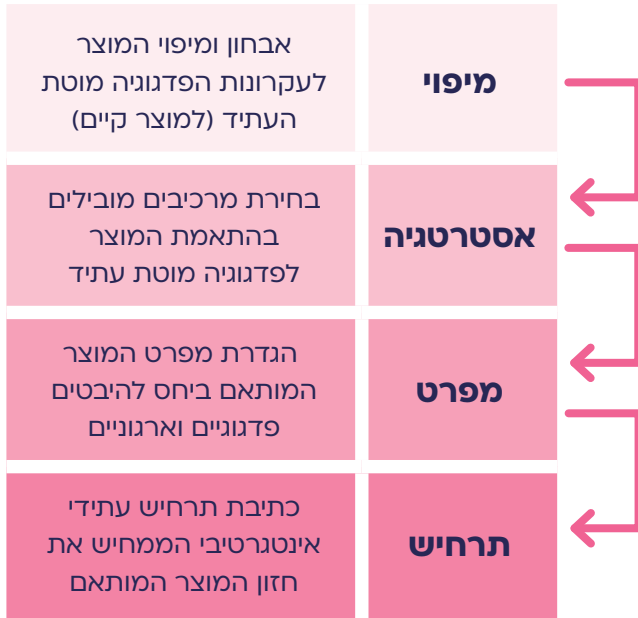 מיפוי
אבחון ומיפוי המוצר
לעקרונות הפדגוגיה מוטת
העתיד (למוצר קיים)
אסטרטגיה
בחירת מרכיבים מובילים
בהתאמת המוצר
לפדגוגיה מוטת עתיד
מפרט
הגדרת מפרט המוצר
המותאם ביחס להיבטים
פדגוגיים וארגוניים
תרחיש
כתיבת תרחיש עתידי
אינטגרטיבי הממחיש את
חזון המוצר המותאם